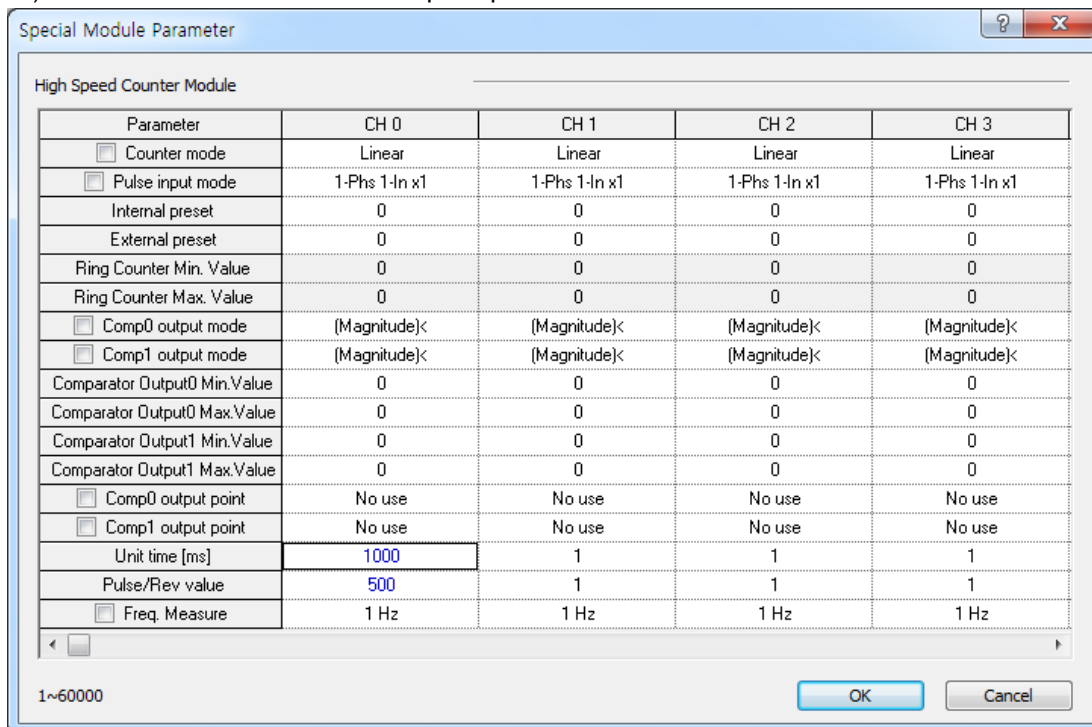 Special Module Parameter
High Speed Counter Module
Parameter CH 0 CH 1 CH 2 CH 3
Counter mode Linear Linear Linear Linear
Pulse input mode 1-Phs 1-In x1 1-Phs 1-In x1 1-Phs 1-In x1 1-Phs 1-In x1
Internal preset 0 0 0 0
External preset 0 0 0 0
Ring Counter Min. Value 0 0 0 0
Ring Counter Max. Value 0 0 0 0
Comp0 output mode (Magnitude)< (Magnitude)< (Magnitude)< (Magnitude)<
Comp1 output mode (Magnitude)< (Magnitude)< (Magnitude)< (Magnitude)<
Comparator Output0 Min.Value 0 0 0 0
Comparator Output0 Max.Value 0 0 0 0
Comparator Output1 Min.Value 0 0 0 0
Comparator Output1 Max.Value 0 0 0 0
Comp0 output point No use No use No use No use
Comp1 output point No use No use No use No use
Unit time [ms] 1000 1 1 1
Pulse/Rev value 500 1 1 1
Freq. Measure 1 Hz 1 Hz 1 Hz 1 Hz
1~60000 OK Cancel